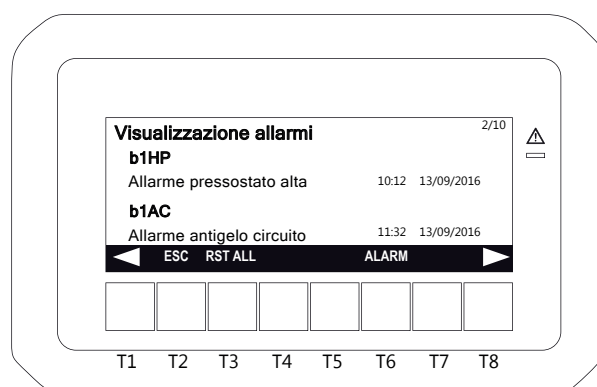 2/10
Visualizzazione allarmi
b1HP
Allarme pressostato alta 10:12 13/09/2016
b1AC
Allarme antigelo circuito 11:32 13/09/2016
ESC RST ALL ALARM
T1 T2 T3 T4 T5 T6 T7 T8